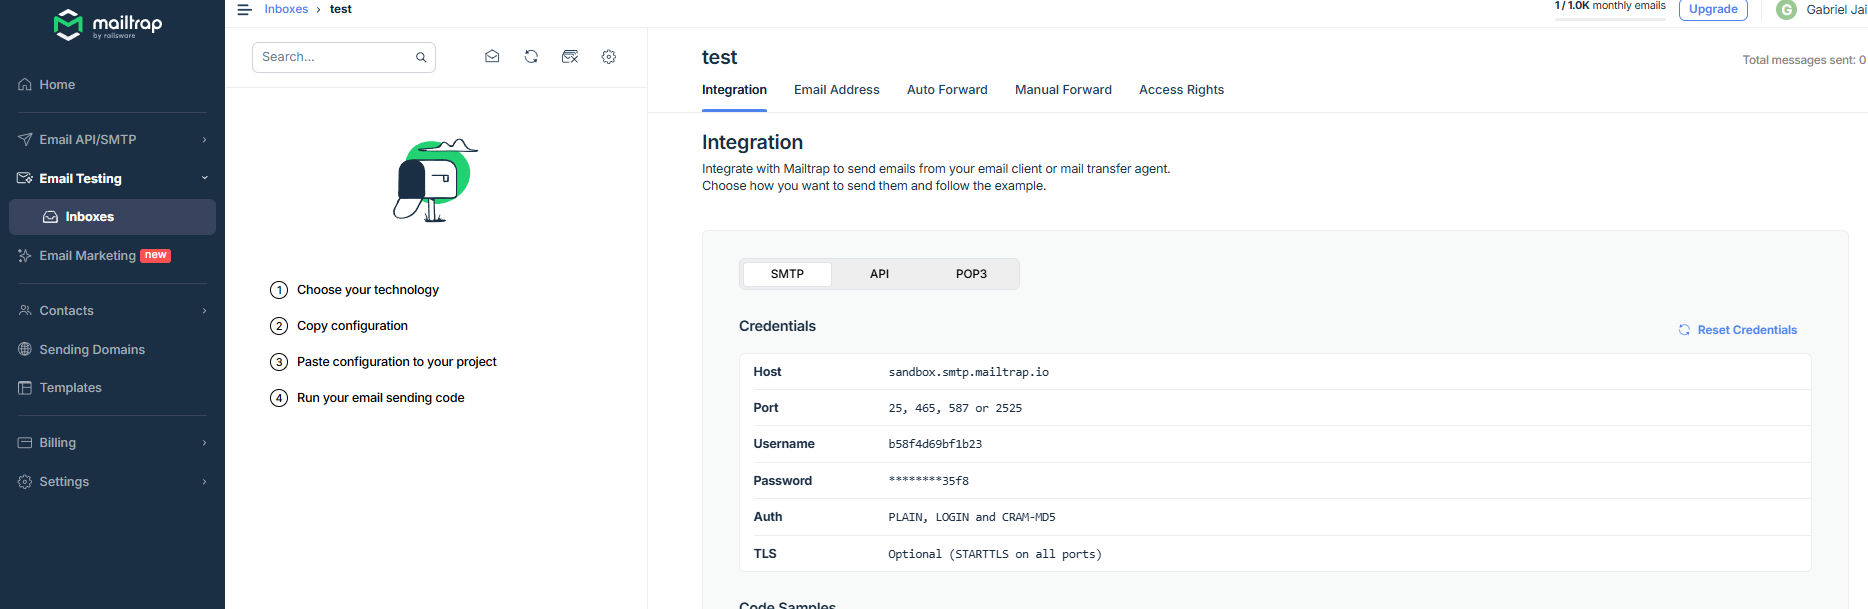 mailtrap
by railsware
Home
Email API/SMTP
Email Testing
Inboxes
Email Marketing new
Contacts
Sending Domains
Templates
Billing
Settings
Inboxes › test
1 / 1.0K monthly emails
Upgrade
G
Gabriel Jai
Search...
1 Choose your technology
2 Copy configuration
3 Paste configuration to your project
4 Run your email sending code
test
Total messages sent: 0
Integration Email Address Auto Forward Manual Forward Access Rights
Integration
Integrate with Mailtrap to send emails from your email client or mail transfer agent.
Choose how you want to send them and follow the example.
SMTP API POP3
Credentials
Reset Credentials
Host sandbox.smtp.mailtrap.io
Port 25, 465, 587 or 2525
Username b58f4d69bf1b23
Password ********35f8
Auth PLAIN, LOGIN and CRAM-MD5
TLS Optional (STARTTLS on all ports)
Code Samples